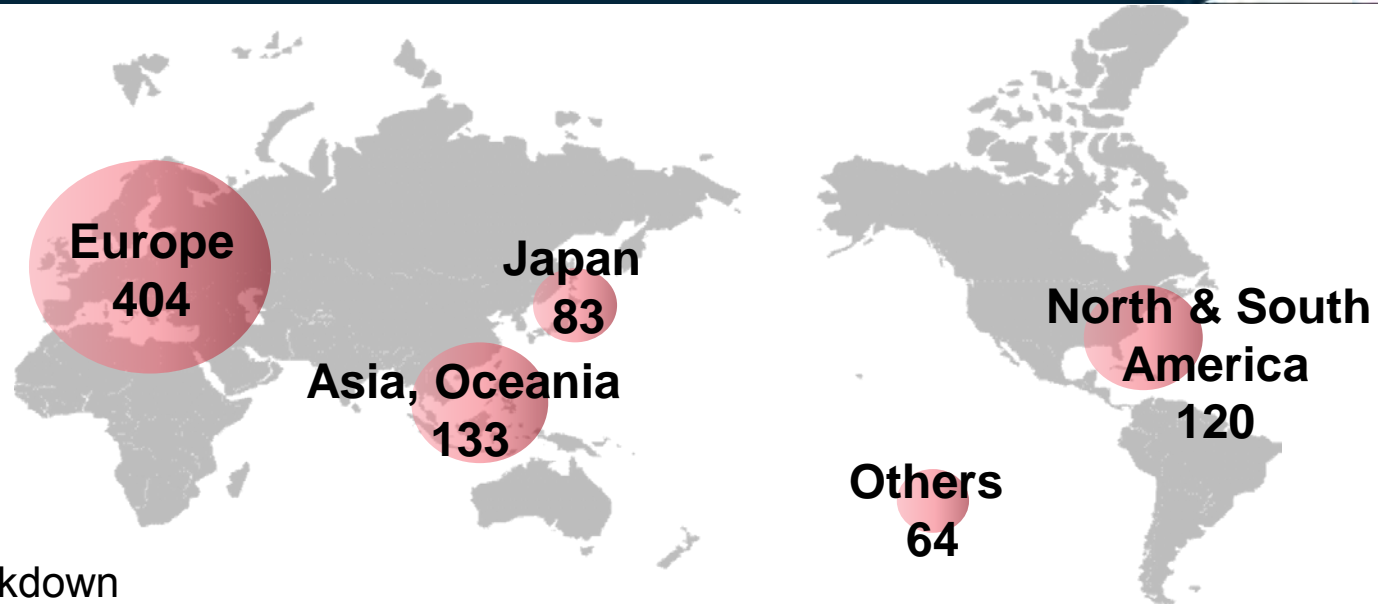 Europe
404
Japan
83
Asia, Oceania
133
North & South
America
120
Others
64
kdown